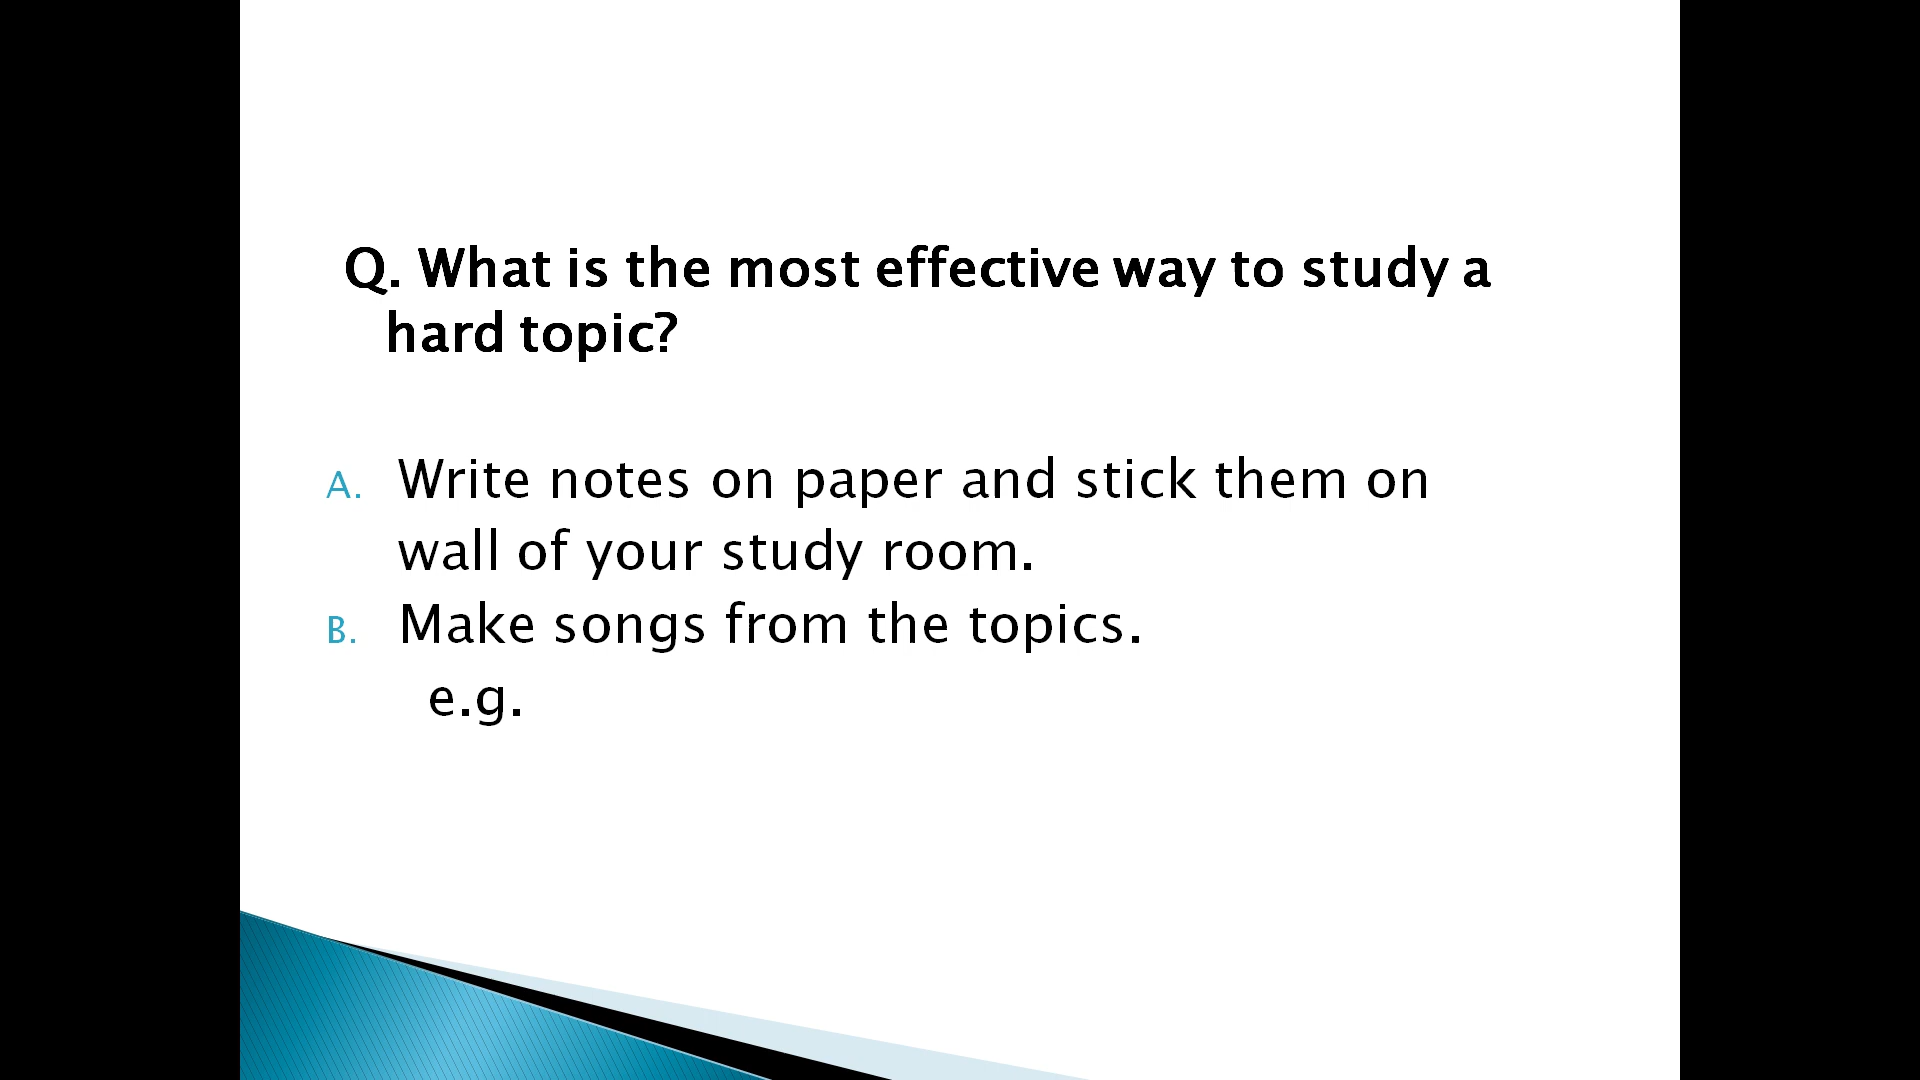 Q. What is the most effective way to study a
hard topic?
A. Write notes on paper and stick them on
wall of your study room.
B. Make songs from the topics.
e.g.